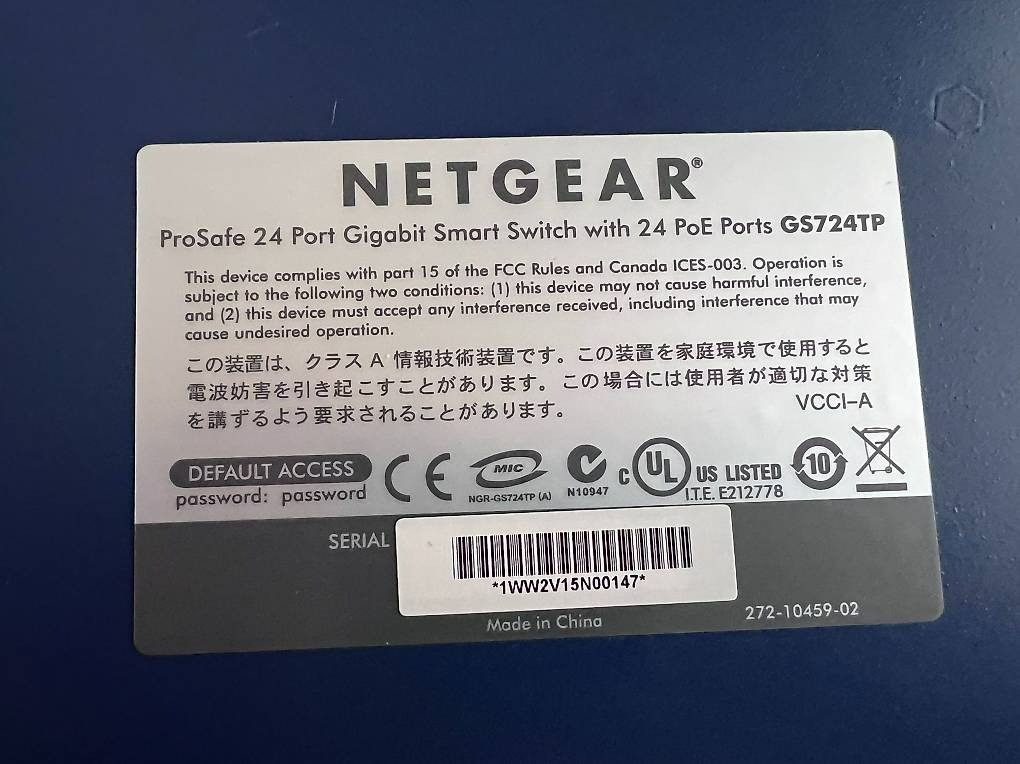 NETGEAR®
ProSafe 24 Port Gigabit Smart Switch with 24 PoE Ports GS724TP
This device complies with part 15 of the FCC Rules and Canada ICES-003. Operation is
subject to the following two conditions: (1) this device may not cause harmful interference,
and (2) this device must accept any interference received, including interference that may
cause undesired operation.
この装置は、クラス A 情報技術装置です。この装置を家庭環境で使用すると
電波妨害を引き起こすことがあります。この場合には使用者が適切な対策
を講ずるよう要求されることがあります。
VCCI-A
DEFAULT ACCESS
password: password
CE
MIC
NGR-GS724TP (A)
N10947
c UL US LISTED
I.T.E. E212778
10
SERIAL
*1WW2V15N00147*
Made in China
272-10459-02